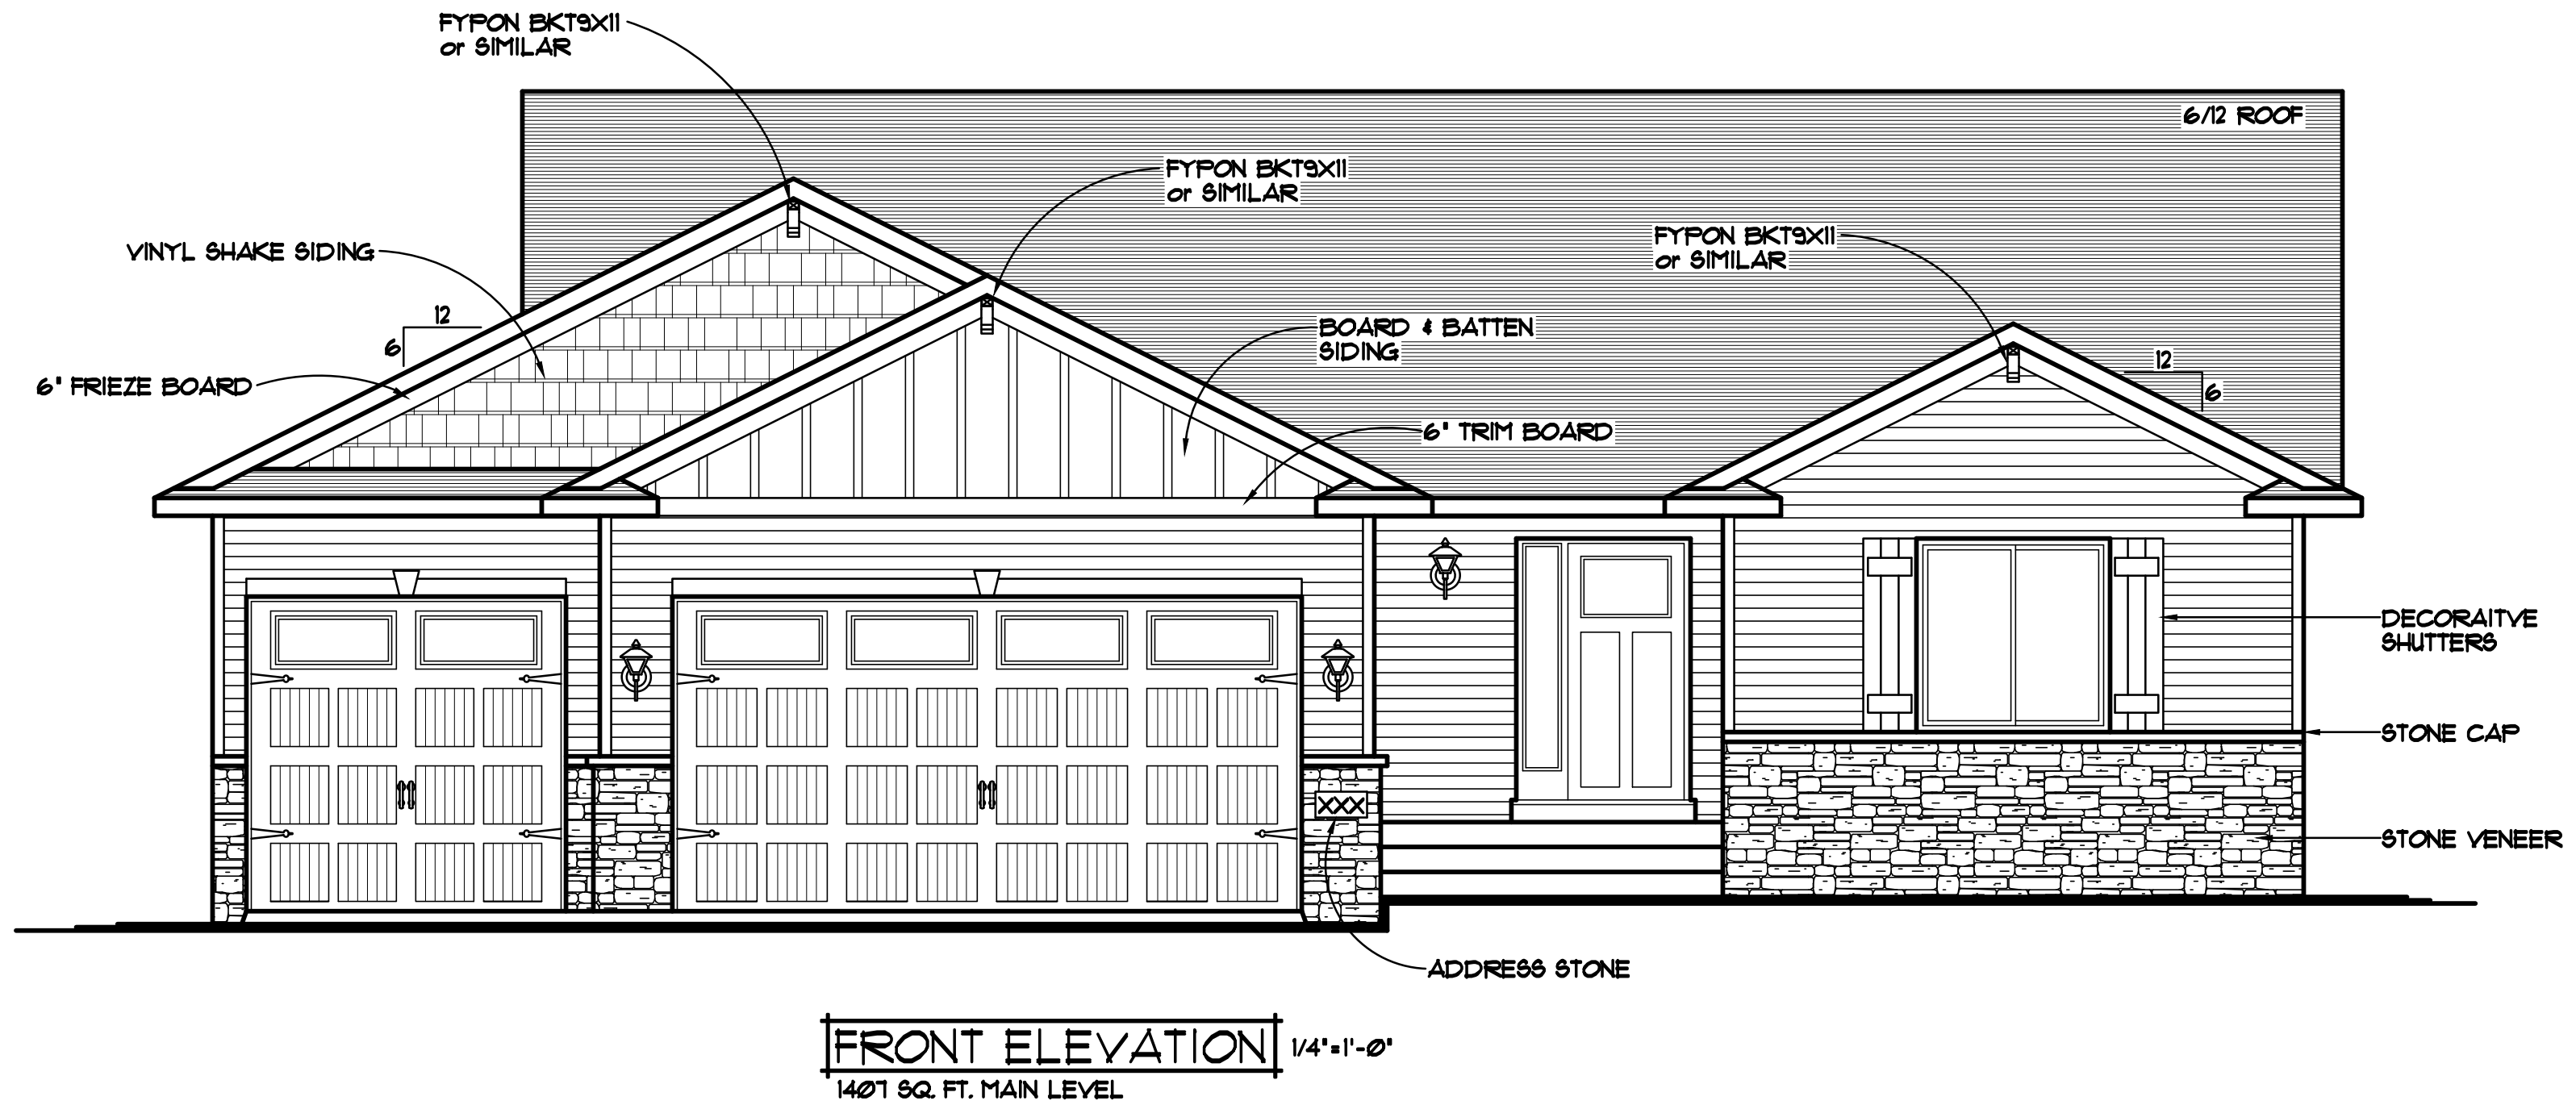 FYPON BKT9X11
or SIMILAR
6/12 ROOF
FYPON BKT9X11
or SIMILAR
VINYL SHAKE SIDING
FYPON BKT9X11
or SIMILAR
12
6
BOARD & BATTEN
SIDING
12
6
6" FRIEZE BOARD
6" TRIM BOARD
DECORAITVE
SHUTTERS
STONE CAP
XXX
STONE VENEER
ADDRESS STONE
FRONT ELEVATION 1/4"=1'-0"
1407 SQ. FT. MAIN LEVEL